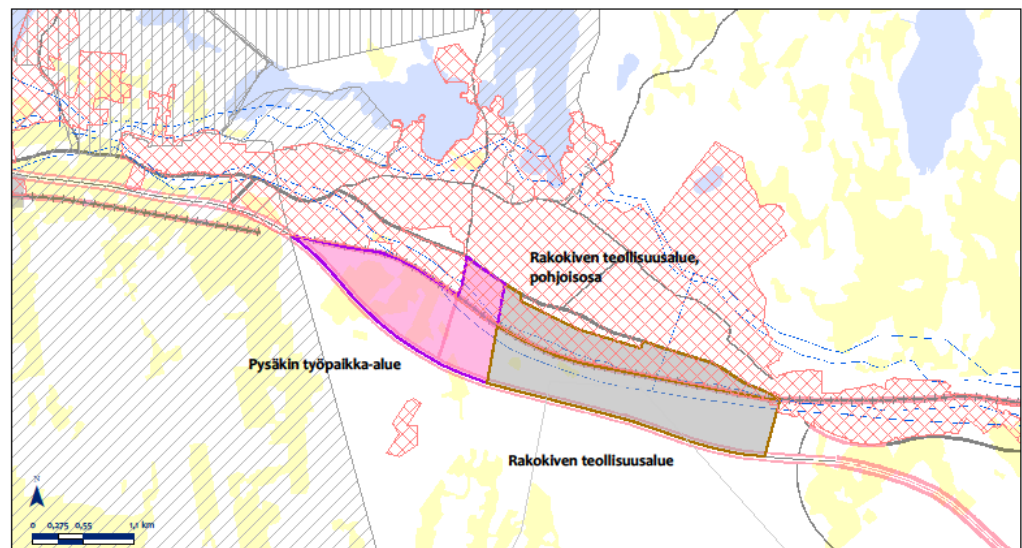 Rakokiven teollisuusalue,
pohjoisosa
Pysäkin työpaikka-alue
Rakokiven teollisuusalue
N
0 0,275 0,55 1,1 km